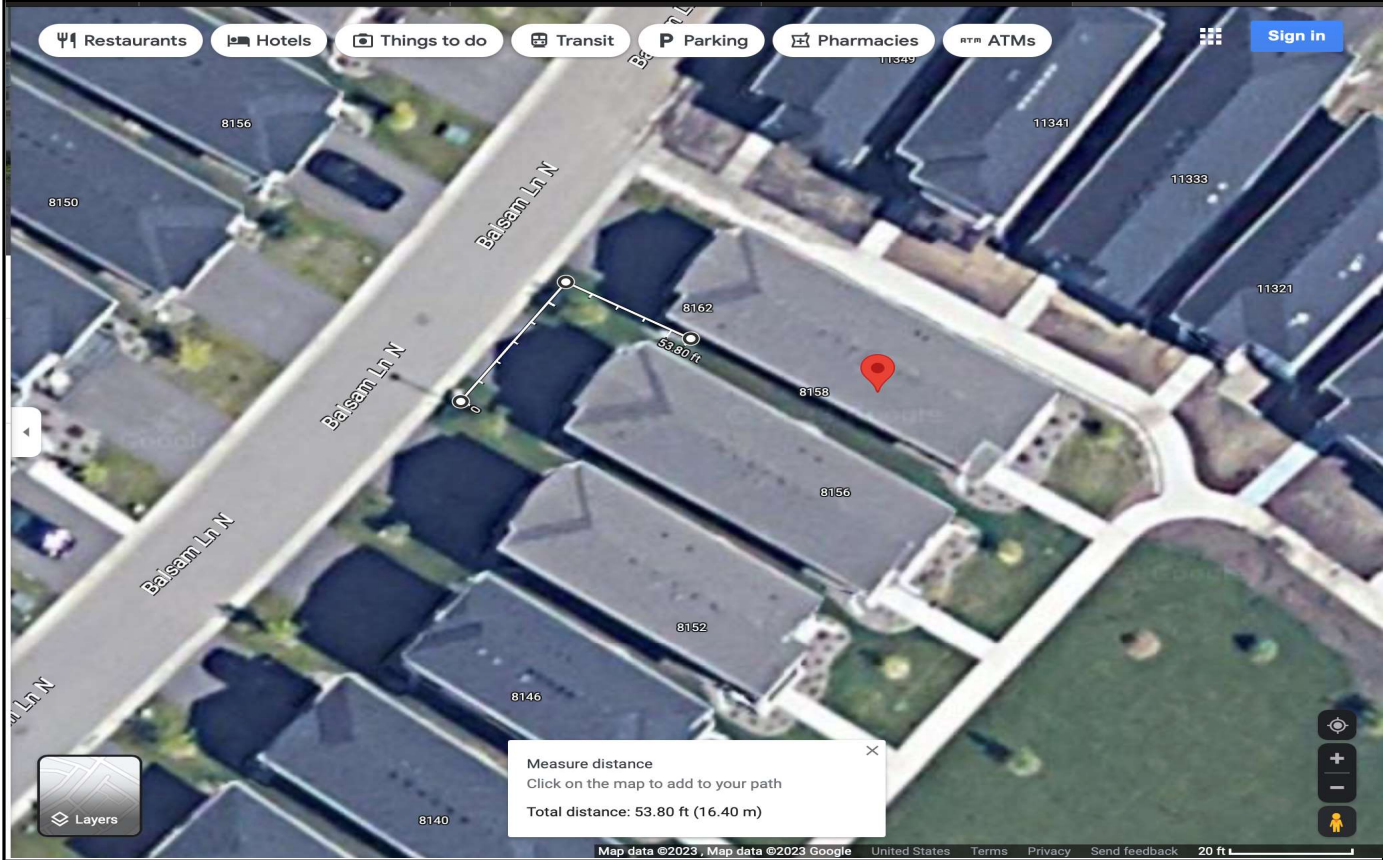 Restaurants
Hotels
Things to do
Transit
Parking
Pharmacies
ATM ATMs
Sign in
11349
8156
11341
8150
11333
Balsam Ln N
11321
8162
53.80 ft
0
8158
Balsam Ln N
8156
Balsam Ln N
8152
8146
Ln N
Measure distance
Click on the map to add to your path
Total distance: 53.80 ft (16.40 m)
Layers
8140
Map data ©2023 , Map data ©2023 Google United States Terms Privacy Send feedback 20 ft